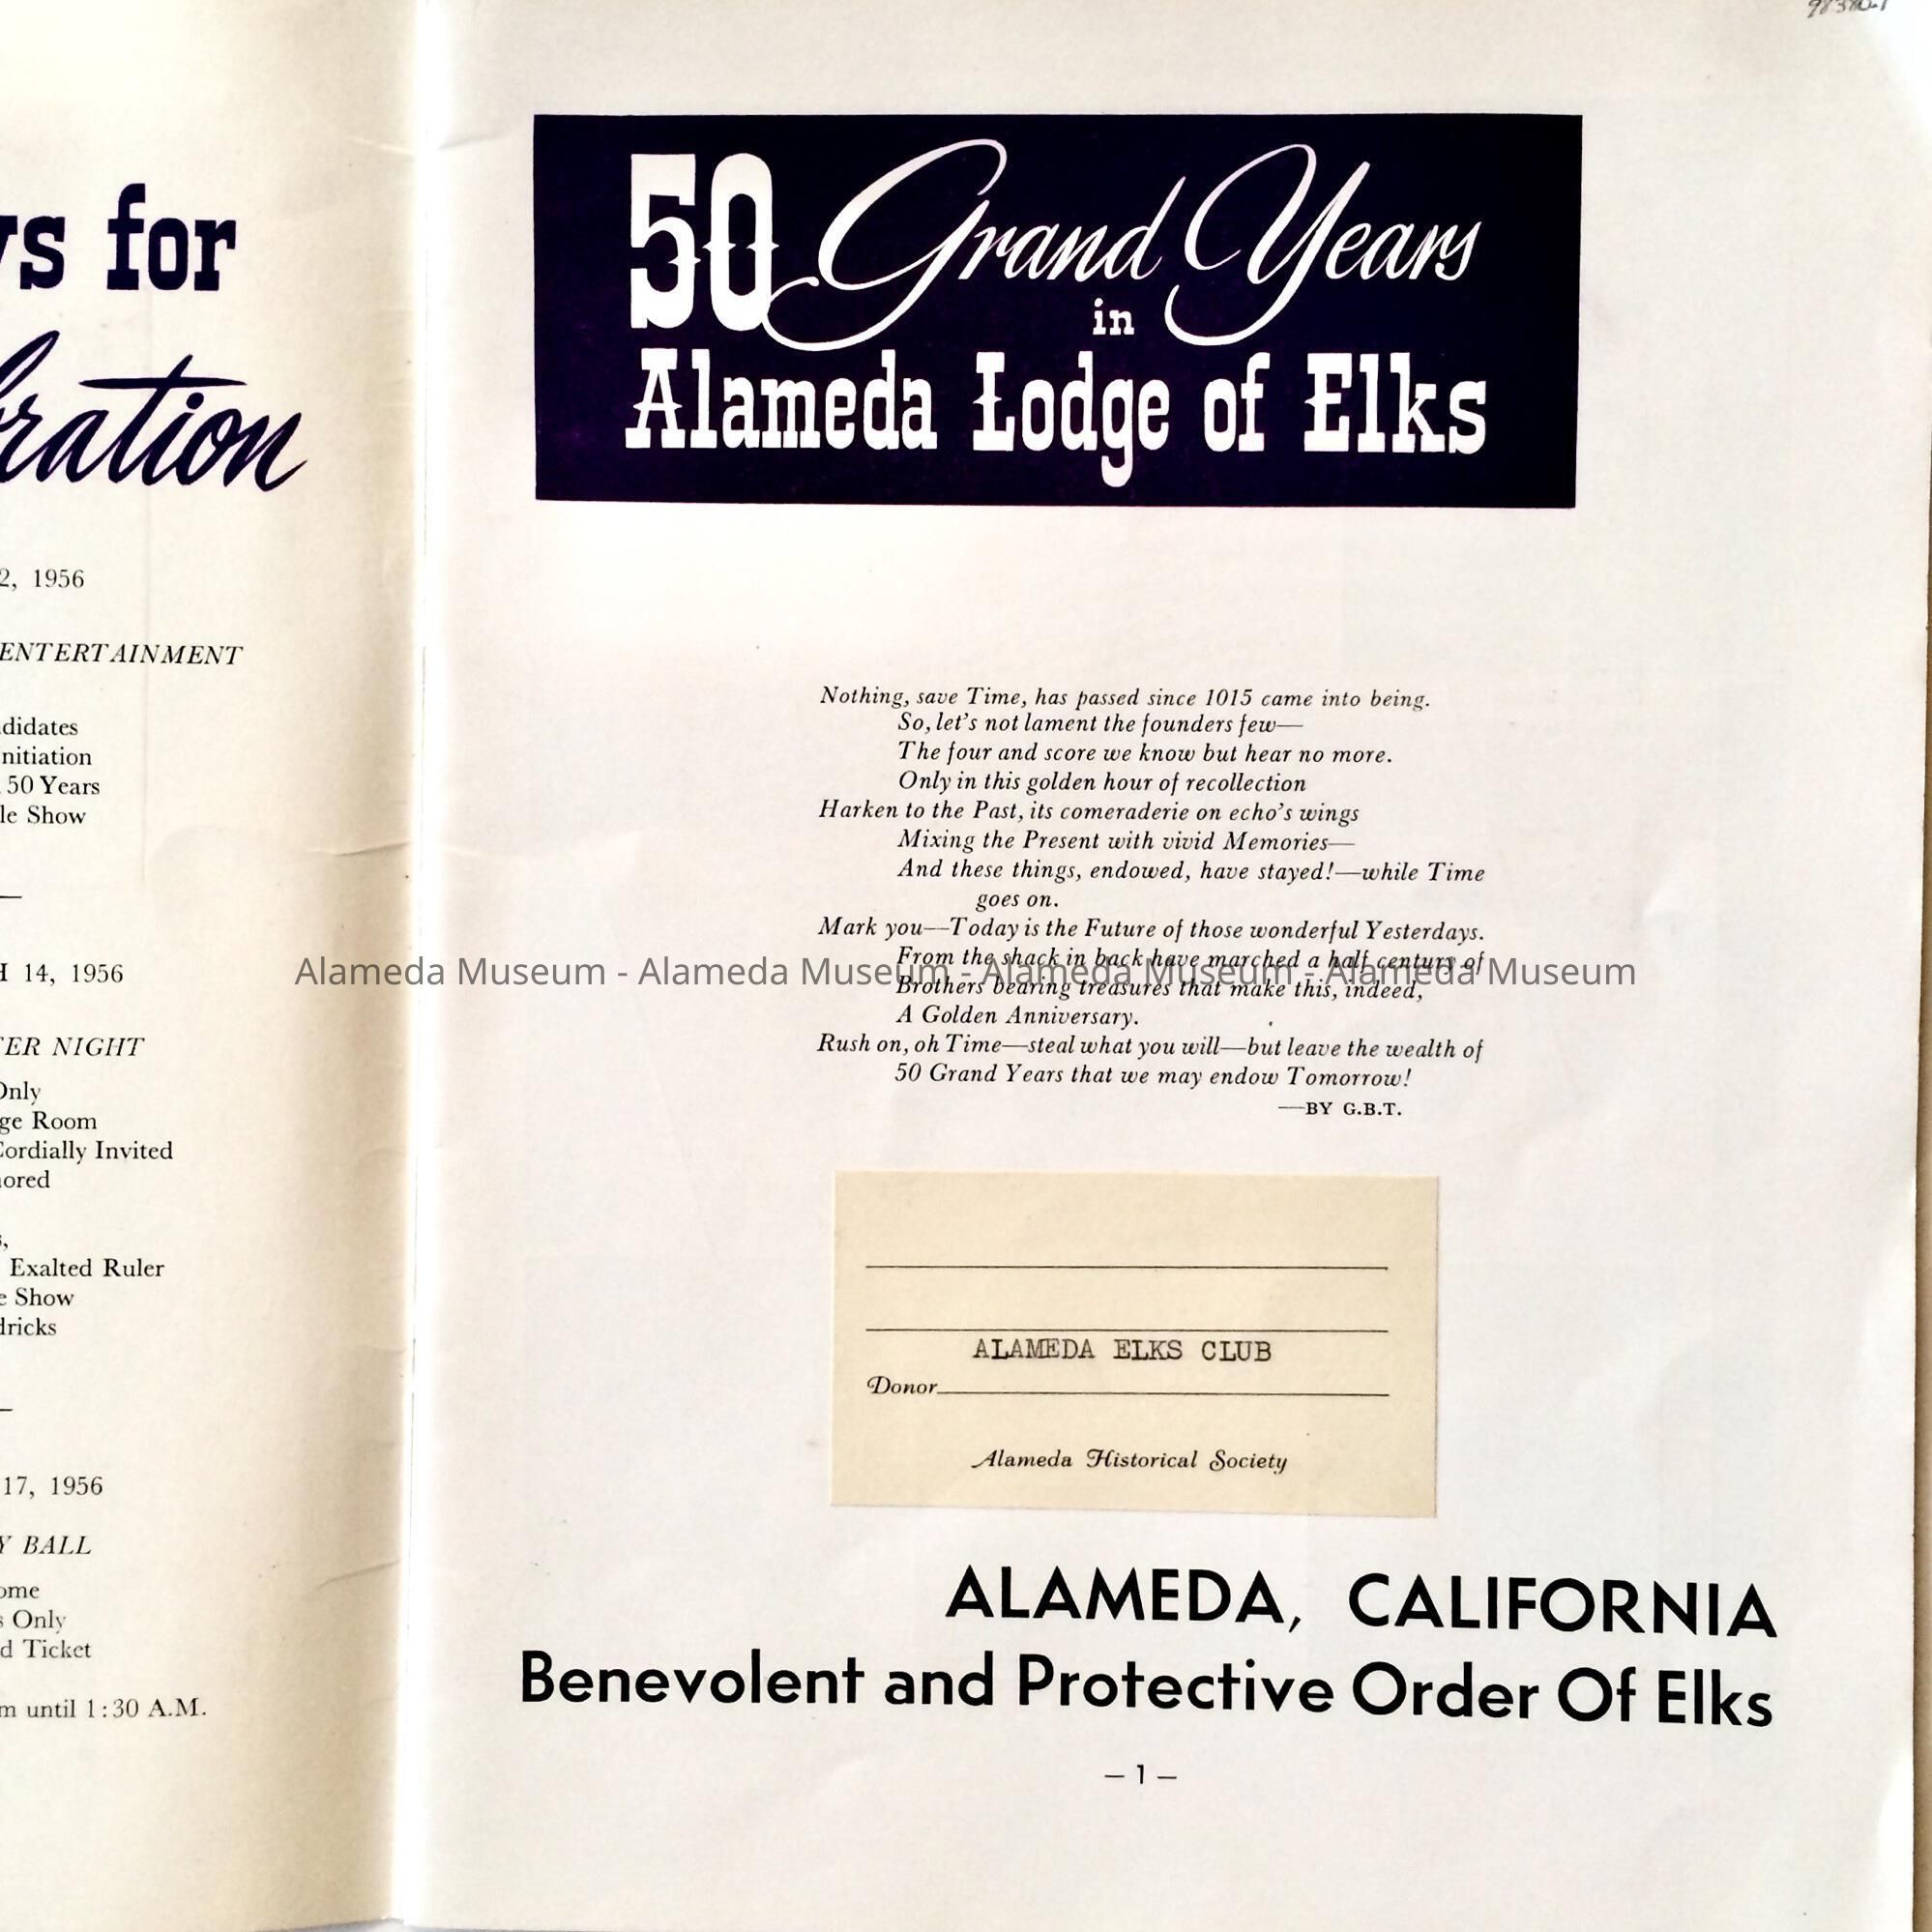 vs for
bration
2, 1956
ENTERTAINMENT
didates
nitiation
50 Years
le Show
14, 1956
ER NIGHT
Only
ge Room
Cordially Invited
ored
Exalted Ruler
e Show
dricks
17, 1956
Y BALL
ome
s Only
d Ticket
m until 1:30 A.M.
50 Grand Years
in
Alameda Lodge of Elks
Nothing, save Time, has passed since 1015 came into being.
So, let's not lament the founders few—
The four and score we know but hear no more.
Only in this golden hour of recollection
Harken to the Past, its comeraderie on echo's wings
Mixing the Present with vivid Memories—
And these things, endowed, have stayed!—while Time
goes on.
Mark you—Today is the Future of those wonderful Yesterdays.
From the shack in back have marched a half century of
Alameda Museum - Alameda Museum - Alameda Museum - Alameda Museum
Brothers bearing treasures that make this, indeed,
A Golden Anniversary.
Rush on, oh Time—steal what you will—but leave the wealth of
50 Grand Years that we may endow Tomorrow!
—BY G.B.T.
ALAMEDA ELKS CLUB
Donor
Alameda Historical Society
ALAMEDA, CALIFORNIA
Benevolent and Protective Order Of Elks
— 1 —